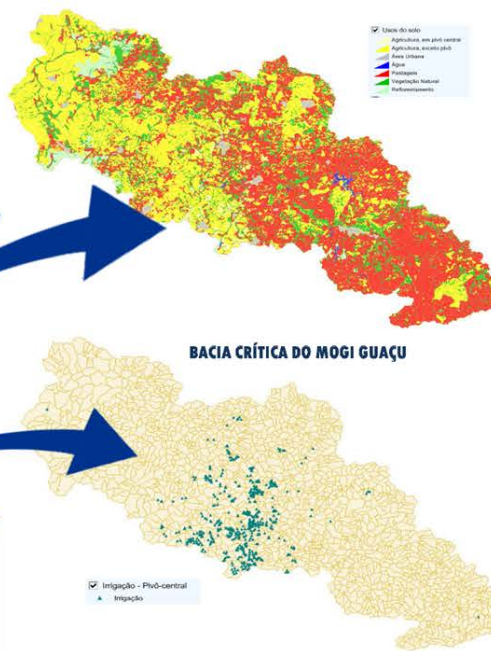 Usos do solo
Agricultura, em pivô central
Agricultura, exceto pivô
Área Urbana
Água
Pastagem
Vegetação Natural
Reflorestamento
BACIA CRÍTICA DO MOGI GUAÇU
Irrigação - Pivô-central
Irrigação